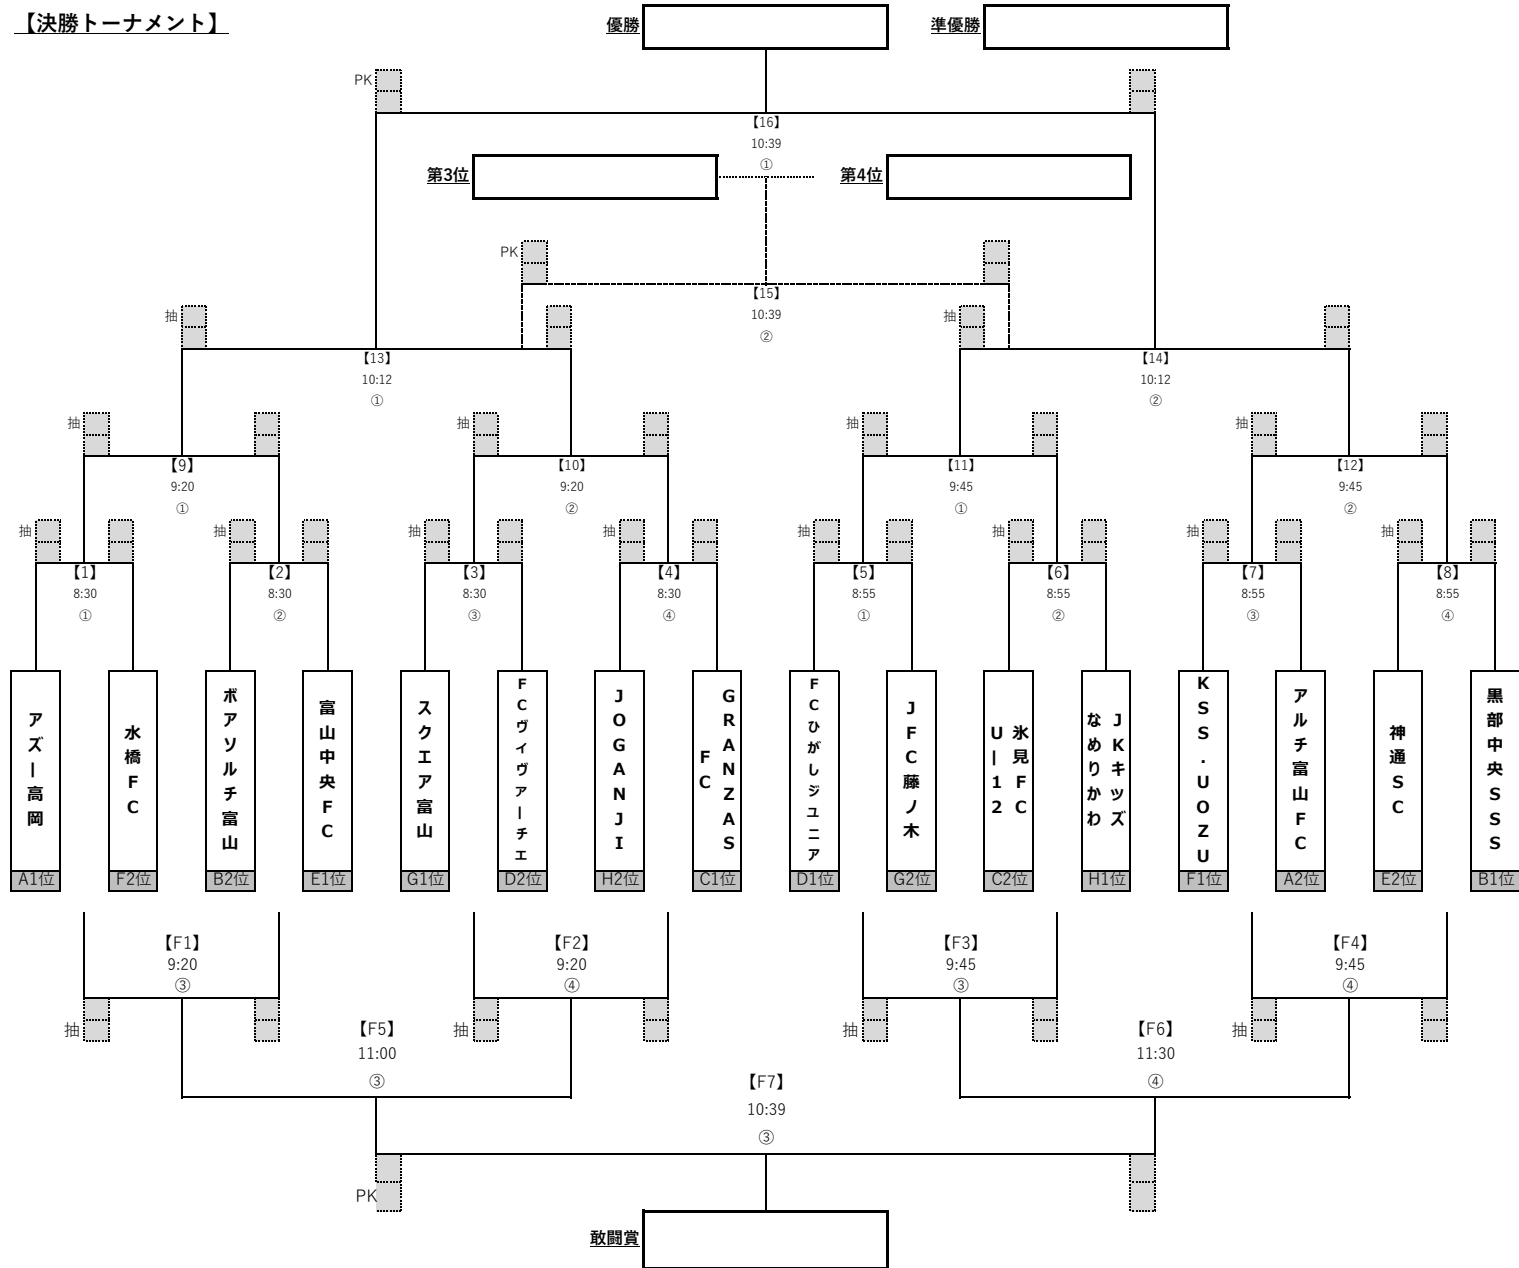 【決勝トーナメント】
優勝
準優勝
PK
【16】
10:39
①
第3位
第4位
PK
【15】
10:39
②
抽
抽
【13】
10:12
①
【14】
10:12
②
抽
抽
抽
抽
【9】
9:20
①
【10】
9:20
②
【11】
9:45
①
【12】
9:45
②
抽
抽
抽
抽
抽
抽
抽
抽
【1】
8:30
①
【2】
8:30
②
【3】
8:30
③
【4】
8:30
④
【5】
8:55
①
【6】
8:55
②
【7】
8:55
③
【8】
8:55
④
アズー高岡
水橋FC
ボアソルチ富山
富山中央FC
スクエア富山
FCヴィヴァーチェ
JOGANJI
GRANZAS
FC
FCひがしジュニア
JFC藤ノ木
氷見FC
U|12
JKキッズ
なめりかわ
KSS.UOZU
アルチ富山FC
神通SC
黒部中央SSS
A1位
F2位
B2位
E1位
G1位
D2位
H2位
C1位
D1位
G2位
C2位
H1位
F1位
A2位
E2位
B1位
【F1】
9:20
③
【F2】
9:20
④
【F3】
9:45
③
【F4】
9:45
④
抽
抽
抽
抽
【F5】
11:00
③
【F6】
11:30
④
【F7】
10:39
③
PK
敢闘賞